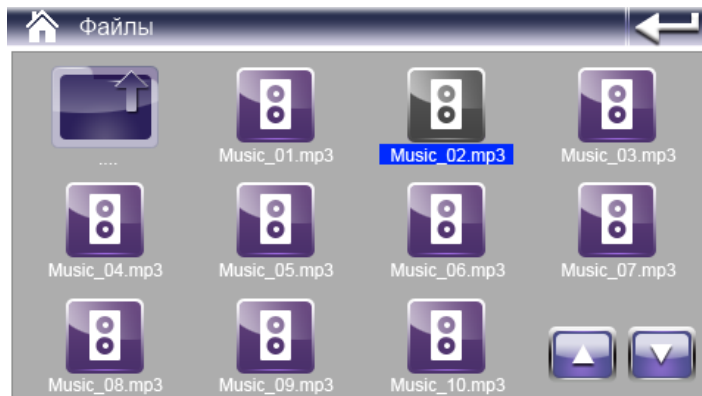 Файлы
....
Music_01.mp3
Music_02.mp3
Music_03.mp3
Music_04.mp3
Music_05.mp3
Music_06.mp3
Music_07.mp3
Music_08.mp3
Music_09.mp3
Music_10.mp3